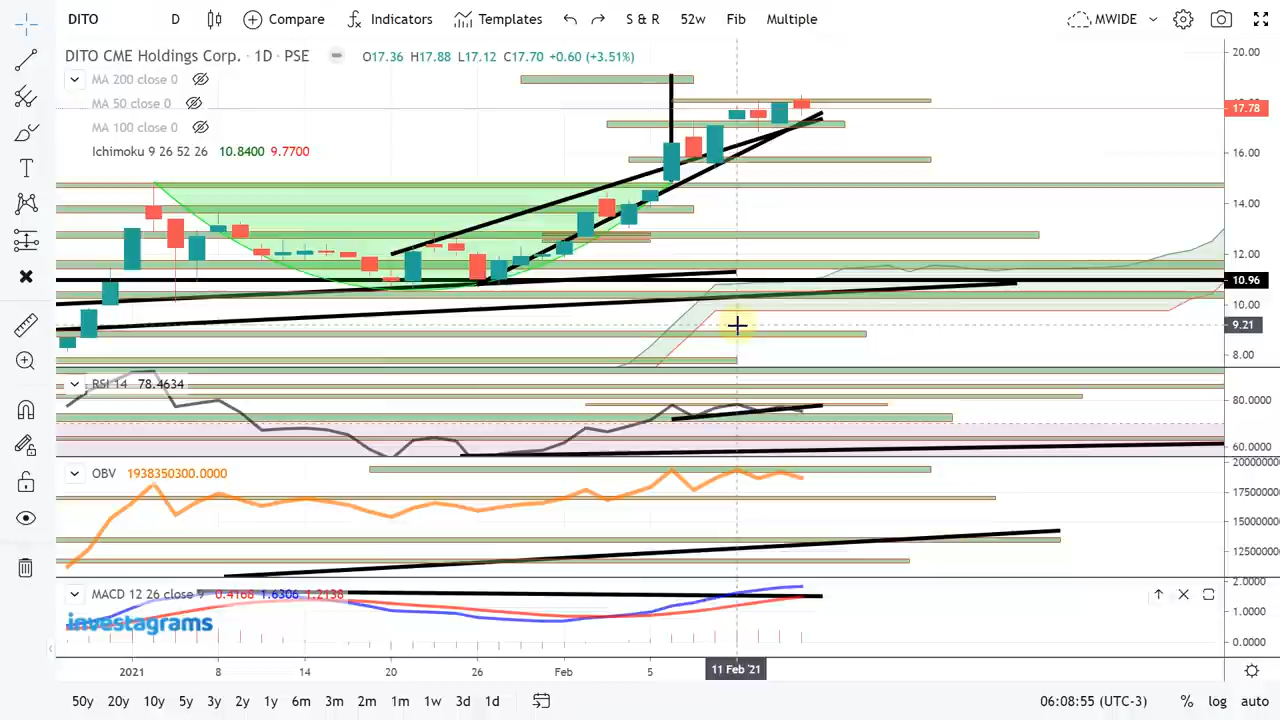 DITO D Compare Indicators Templates S & R 52w Fib Multiple MWIDE
DITO CME Holdings Corp. · 1D · PSE O17.36 H17.88 L17.12 C17.70 +0.60 (+3.51%)
MA 200 close 0
MA 50 close 0
MA 100 close 0
Ichimoku 9 26 52 26 10.8400 9.7700
20.00
17.78
16.00
14.00
12.00
10.96
10.00
9.21
8.00
RSI 14 78.4634
80.0000
60.0000
OBV 1938350300.0000
MACD 12 26 close 9 0.4168 1.6306 1.2138
2.0000
1.0000
0.0000
investagrams
2021 8 14 20 26 Feb 5 11 Feb '21
50y 20y 10y 5y 3y 2y 1y 6m 3m 2m 1m 1w 3d 1d 06:08:55 (UTC-3) % log auto